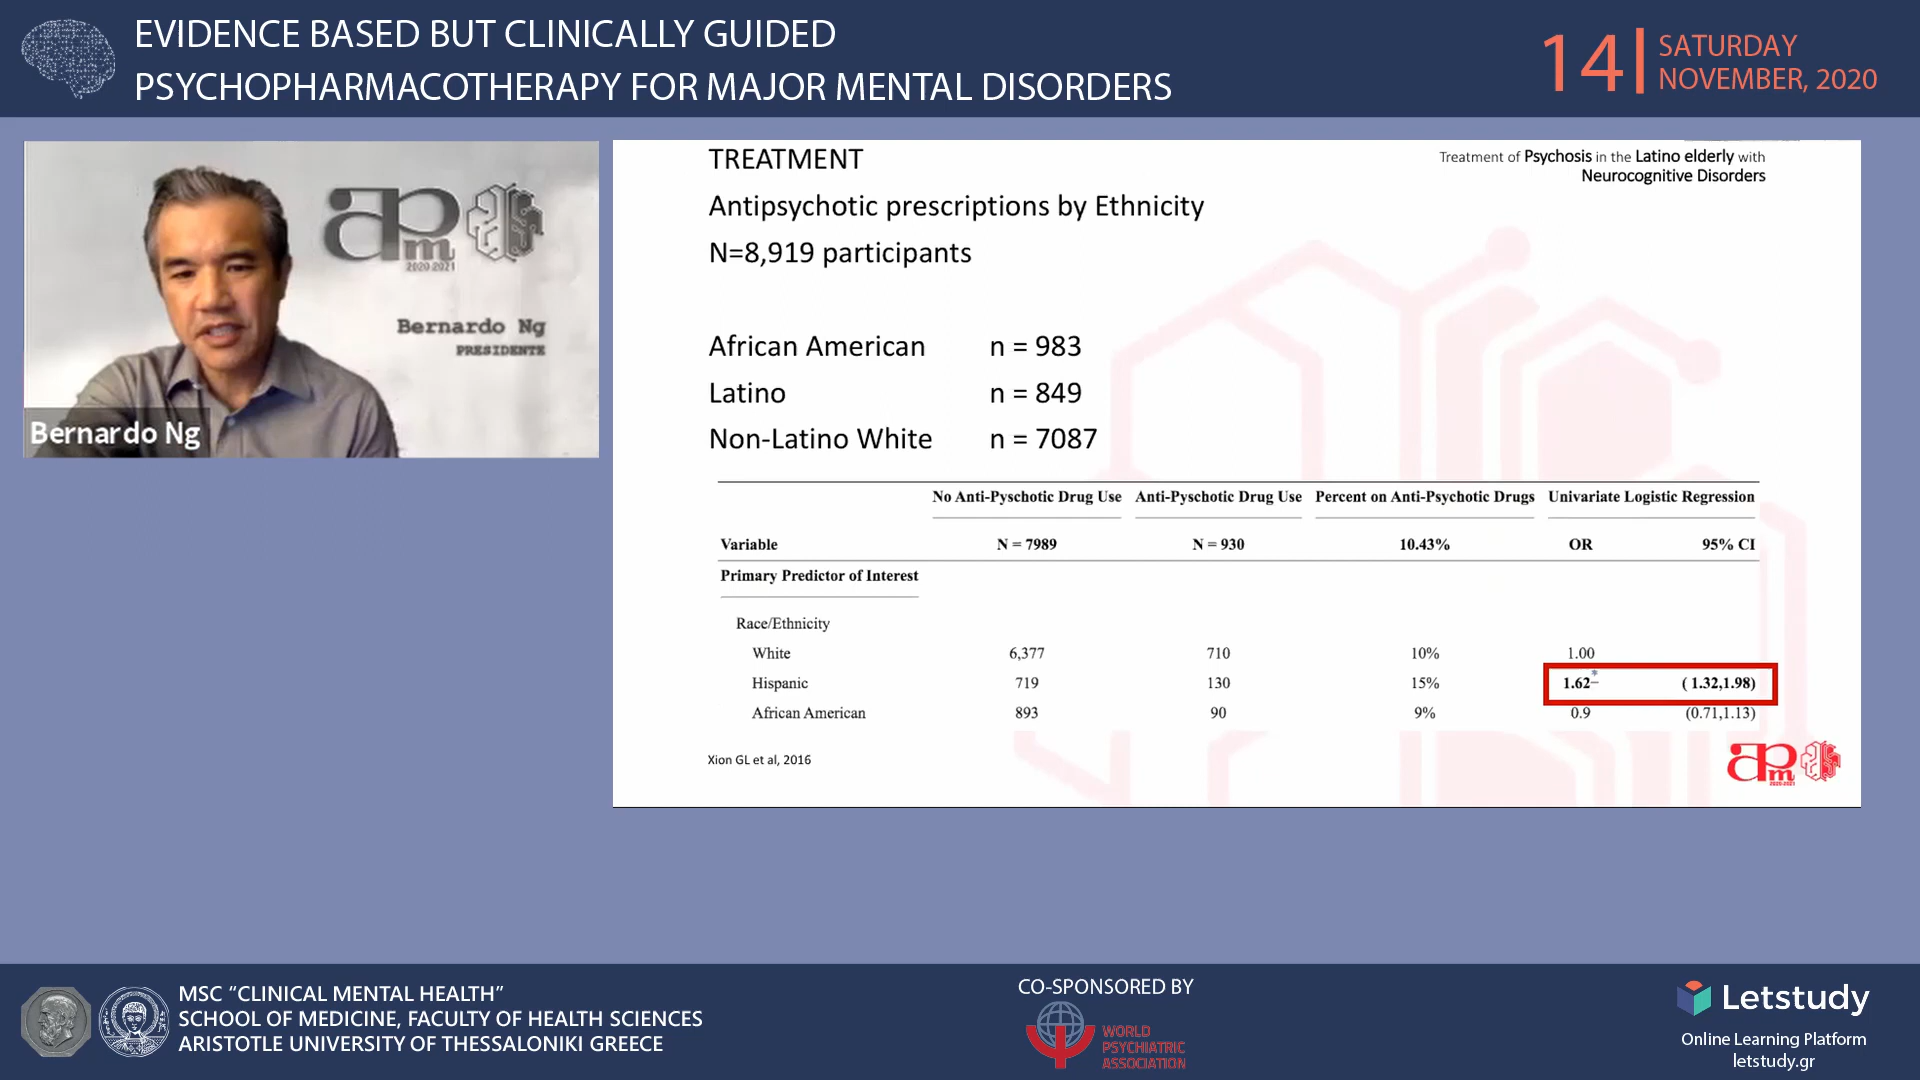 EVIDENCE BASED BUT CLINICALLY GUIDED
PSYCHOPHARMACOTHERAPY FOR MAJOR MENTAL DISORDERS
14
SATURDAY
NOVEMBER, 2020
apm
2020-2021
Bernardo Ng
PRESIDENTE
Bernardo Ng
TREATMENT
Treatment of Psychosis in the Latino elderly with
Neurocognitive Disorders
Antipsychotic prescriptions by Ethnicity
N=8,919 participants
African American n = 983
Latino n = 849
Non-Latino White n = 7087
No Anti-Pyschotic Drug Use Anti-Pyschotic Drug Use Percent on Anti-Psychotic Drugs Univariate Logistic Regression
Variable N = 7989 N = 930 10.43% OR 95% CI
Primary Predictor of Interest
Race/Ethnicity
White 6,377 710 10% 1.00
Hispanic 719 130 15% 1.62* ( 1.32,1.98)
African American 893 90 9% 0.9 (0.71,1.13)
Xion GL et al, 2016
apm
2020-2021
MSC “CLINICAL MENTAL HEALTH”
SCHOOL OF MEDICINE, FACULTY OF HEALTH SCIENCES
ARISTOTLE UNIVERSITY OF THESSALONIKI GREECE
CO-SPONSORED BY
WORLD
PSYCHIATRIC
ASSOCIATION
Letstudy
Online Learning Platform
letstudy.gr